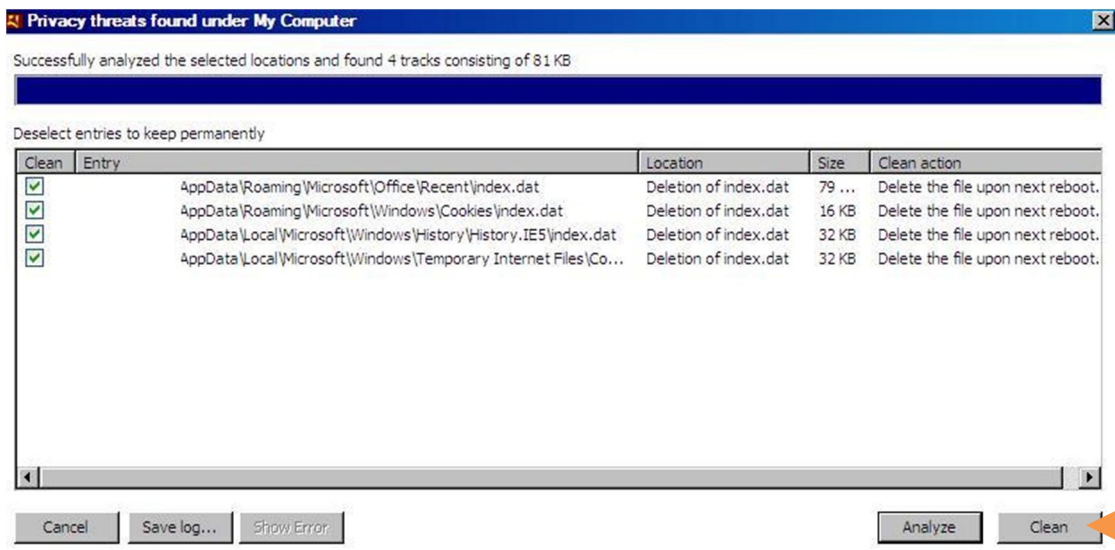 Privacy threats found under My Computer
Successfully analyzed the selected locations and found 4 tracks consisting of 81 KB
Deselect entries to keep permanently
Clean Entry Location Size Clean action
AppData\Roaming\Microsoft\Office\Recent\index.dat Deletion of index.dat 79 ... Delete the file upon next reboot.
AppData\Roaming\Microsoft\Windows\Cookies\index.dat Deletion of index.dat 16 KB Delete the file upon next reboot.
AppData\Local\Microsoft\Windows\History\History.IE5\index.dat Deletion of index.dat 32 KB Delete the file upon next reboot.
AppData\Local\Microsoft\Windows\Temporary Internet Files\Co... Deletion of index.dat 32 KB Delete the file upon next reboot.
Cancel Save log... Show Error Analyze Clean